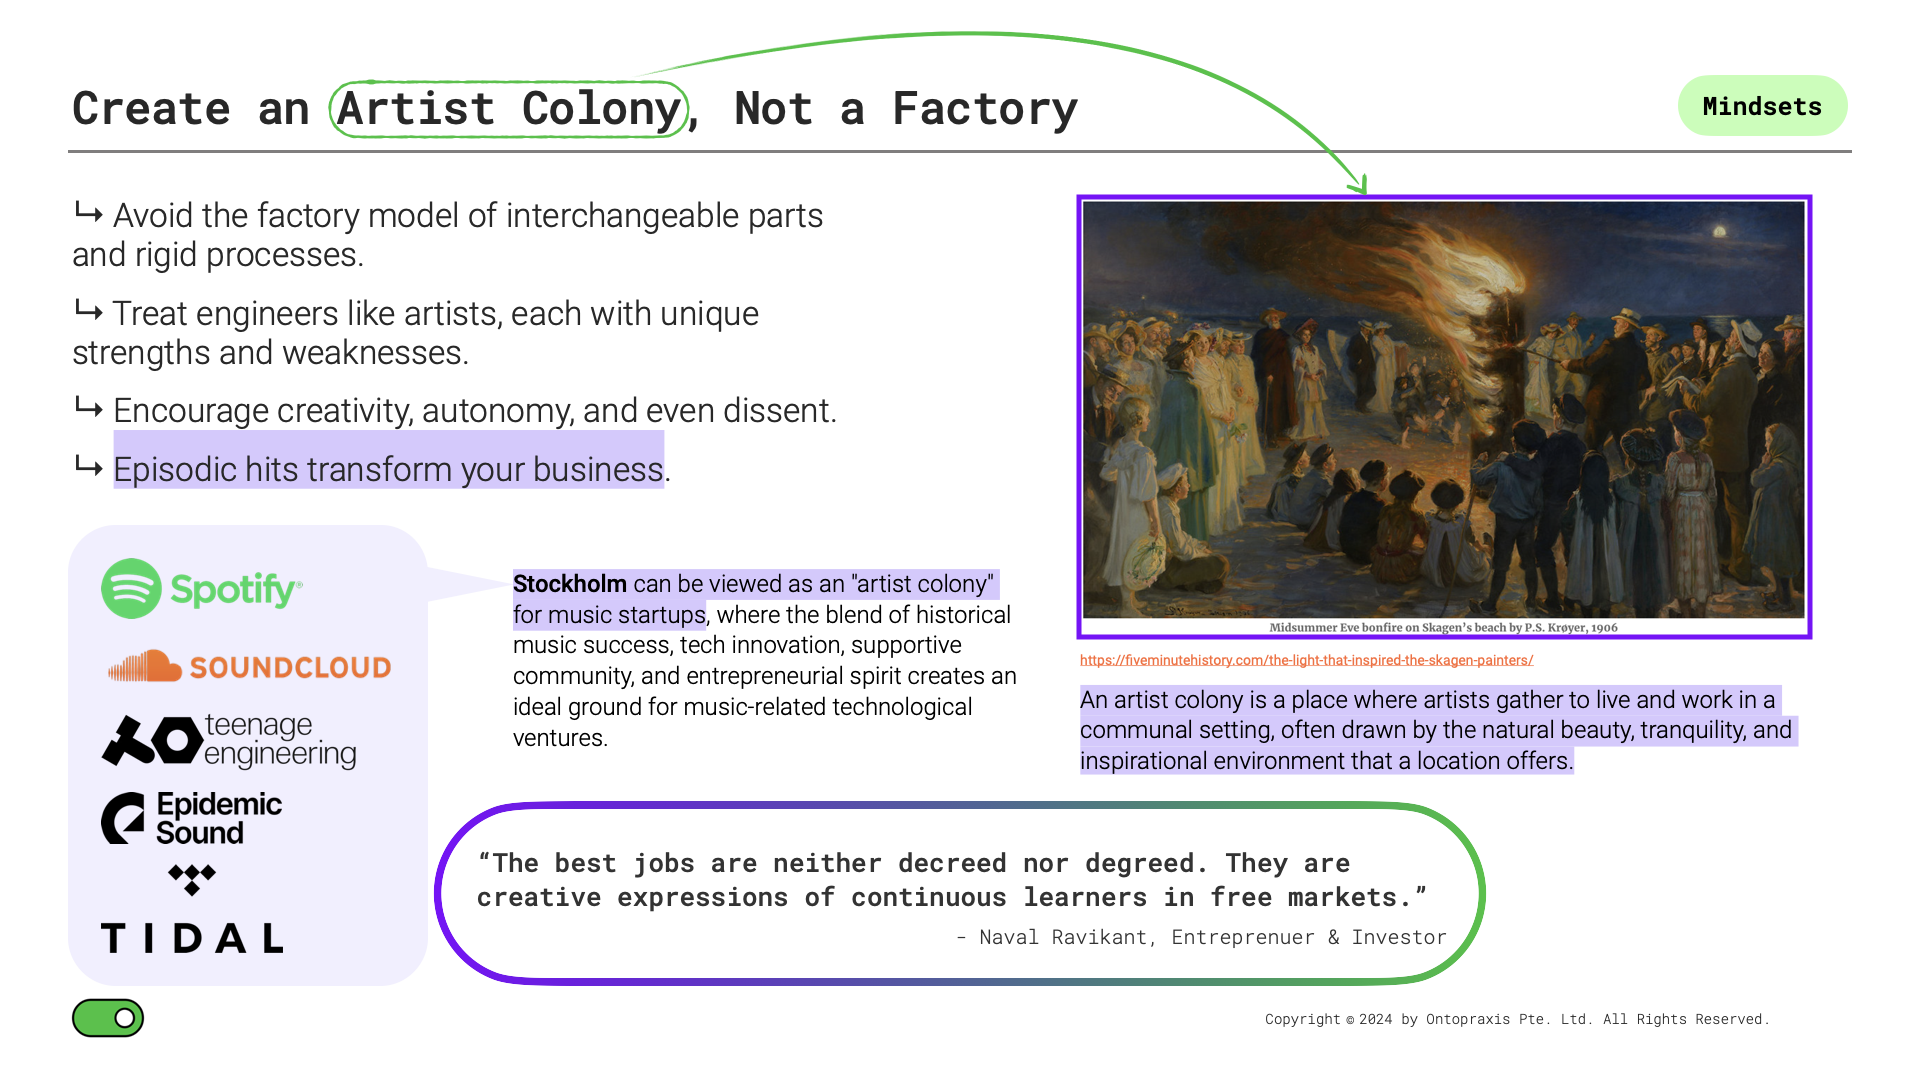 Create an Artist Colony, Not a Factory
Mindsets
↳ Avoid the factory model of interchangeable parts
and rigid processes.
↳ Treat engineers like artists, each with unique
strengths and weaknesses.
↳ Encourage creativity, autonomy, and even dissent.
↳ Episodic hits transform your business.
Spotify®
SOUNDCLOUD
teenage
engineering
Epidemic
Sound
TIDAL
Stockholm can be viewed as an "artist colony"
for music startups, where the blend of historical
music success, tech innovation, supportive
community, and entrepreneurial spirit creates an
ideal ground for music-related technological
ventures.
Midsummer Eve bonfire on Skagen's beach by P.S. Krøyer, 1906
https://fiveminutehistory.com/the-light-that-inspired-the-skagen-painters/
An artist colony is a place where artists gather to live and work in a
communal setting, often drawn by the natural beauty, tranquility, and
inspirational environment that a location offers.
“The best jobs are neither decreed nor degreed. They are
creative expressions of continuous learners in free markets.”
- Naval Ravikant, Entreprenuer & Investor
Copyright © 2024 by Ontopraxis Pte. Ltd. All Rights Reserved.